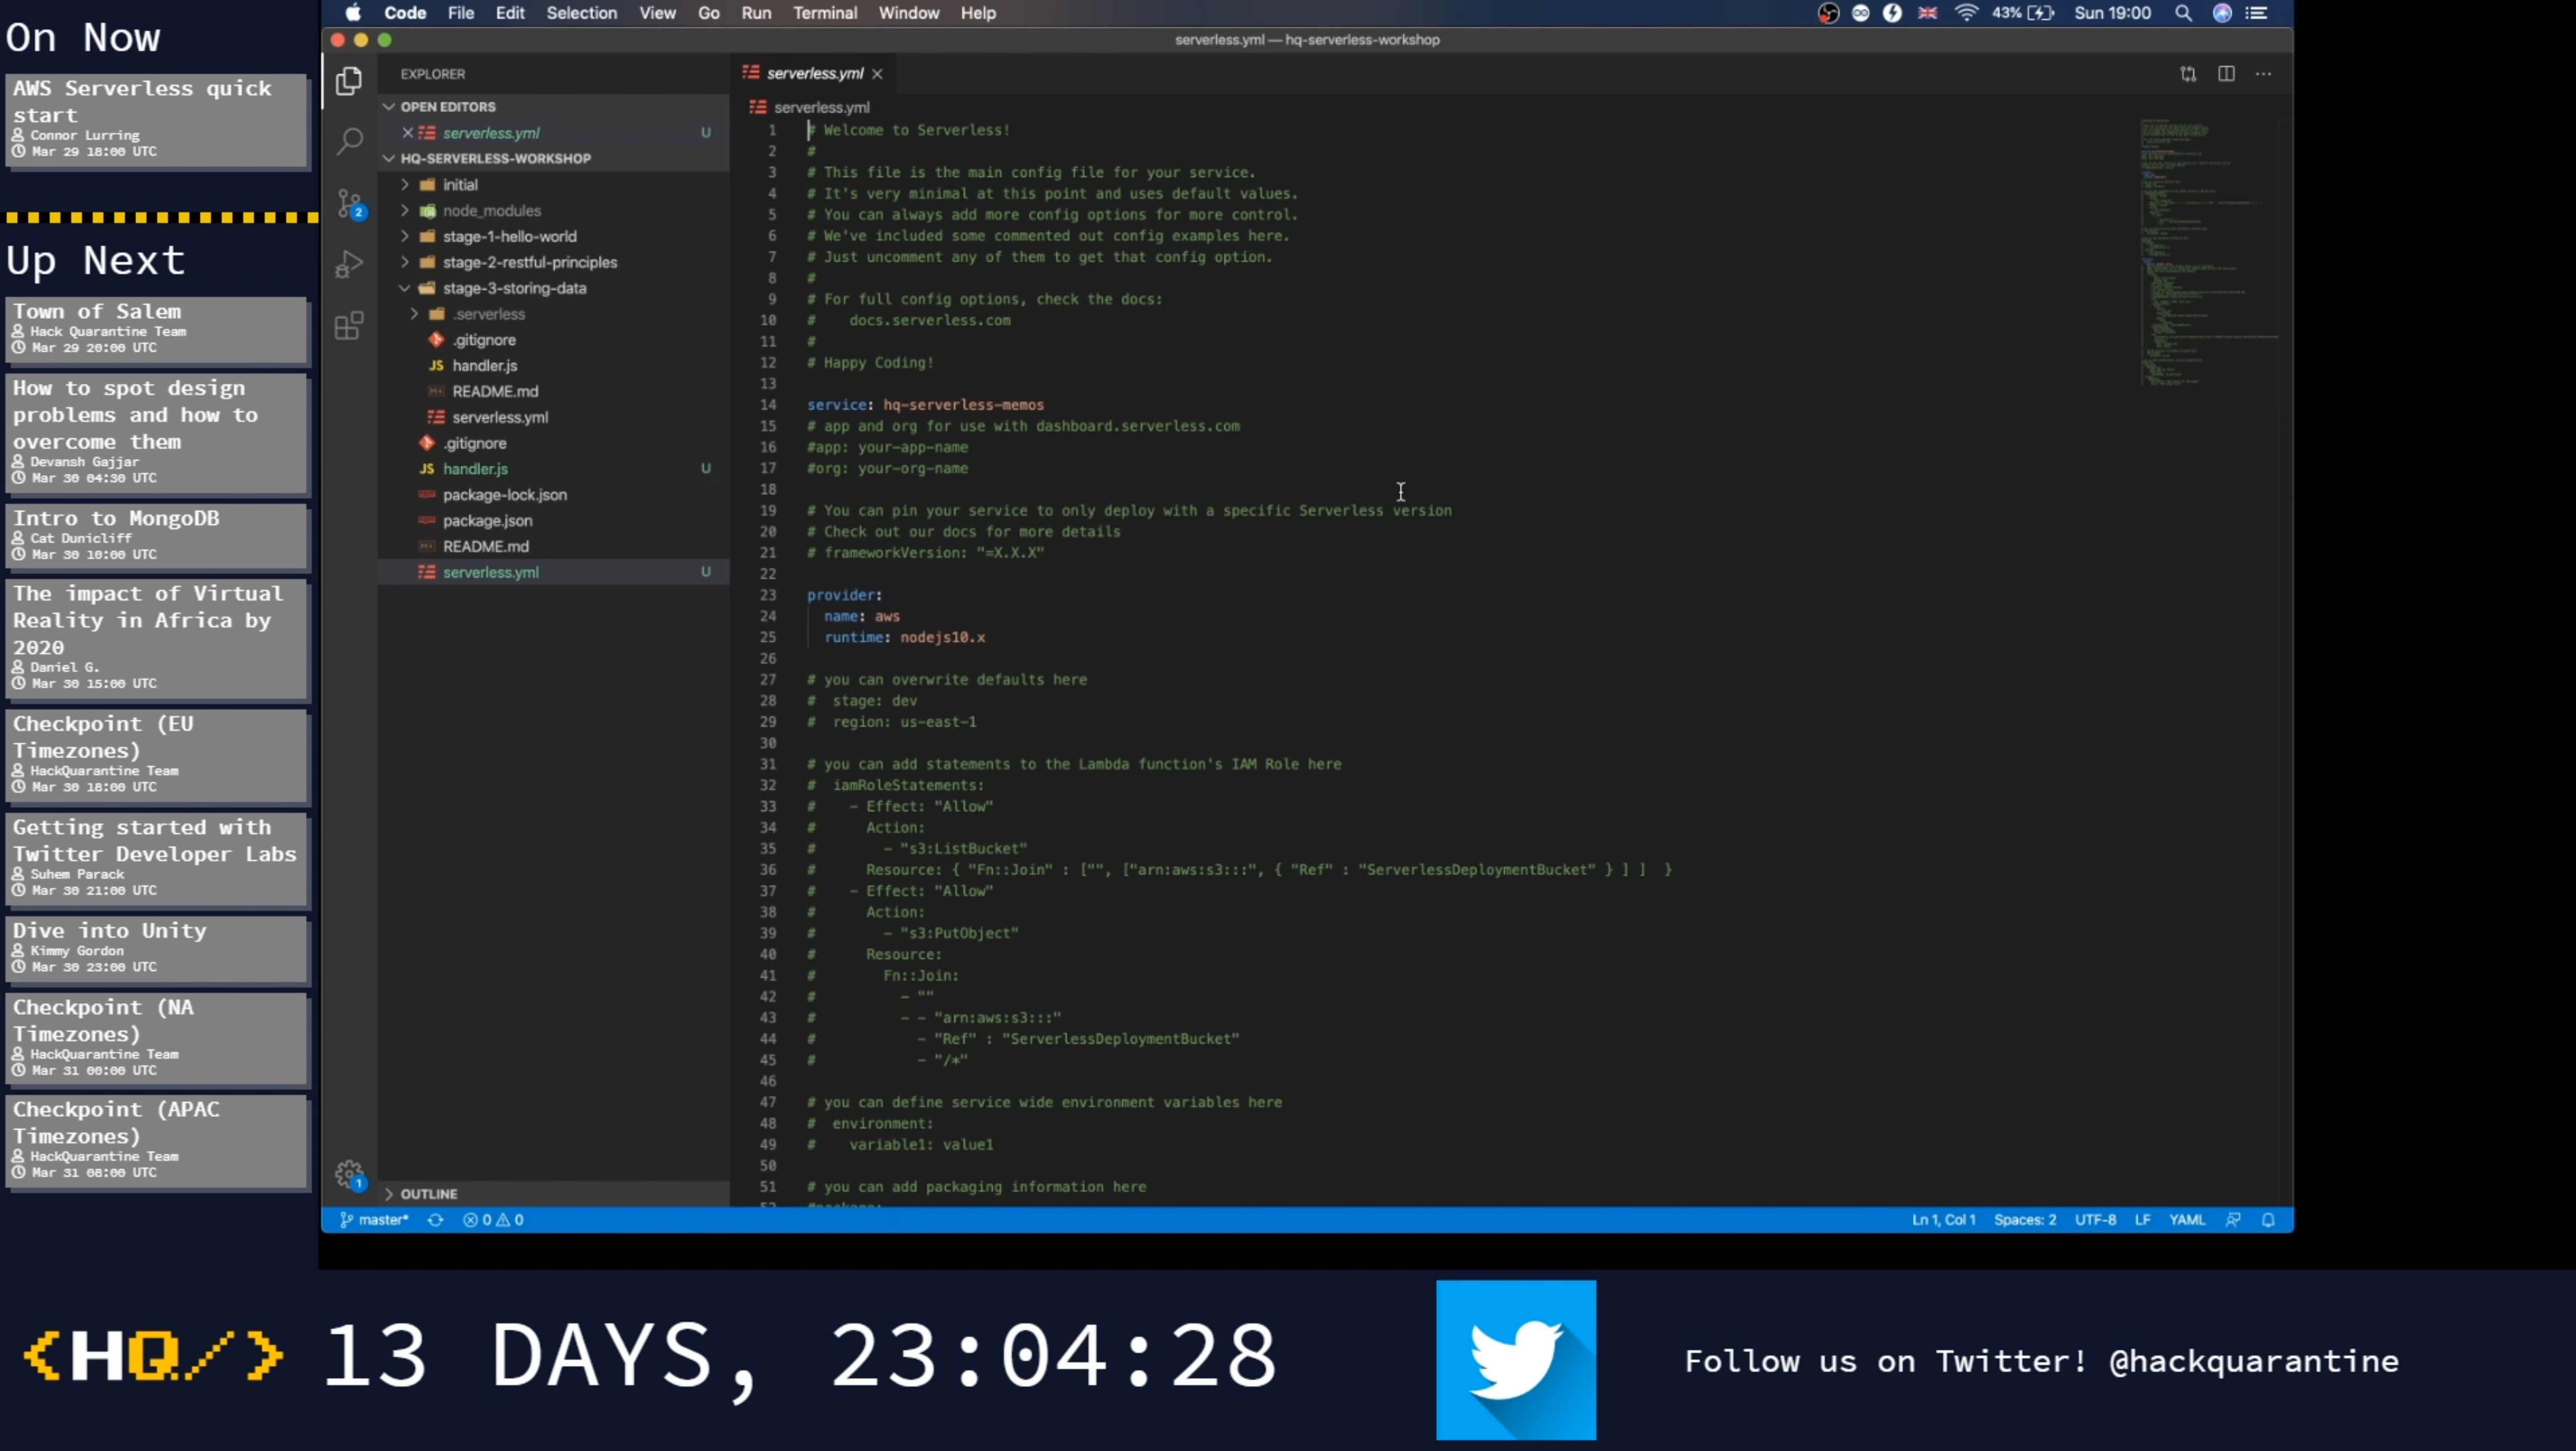 On Now
AWS Serverless quick
start
Connor Lurring
Mar 29 18:00 UTC
Up Next
Town of Salem
Hack Quarantine Team
Mar 29 20:00 UTC
How to spot design
problems and how to
overcome them
Devansh Gajjar
Mar 30 04:30 UTC
Intro to MongoDB
Cat Dunicliff
Mar 30 10:00 UTC
The impact of Virtual
Reality in Africa by
2020
Daniel G.
Mar 30 15:00 UTC
Checkpoint (EU
Timezones)
HackQuarantine Team
Mar 30 18:00 UTC
Getting started with
Twitter Developer Labs
Suhem Parack
Mar 30 21:00 UTC
Dive into Unity
Kimmy Gordon
Mar 30 23:00 UTC
Checkpoint (NA
Timezones)
HackQuarantine Team
Mar 31 00:00 UTC
Checkpoint (APAC
Timezones)
HackQuarantine Team
Mar 31 08:00 UTC
Code File Edit Selection View Go Run Terminal Window Help 43% Sun 19:00
serverless.yml — hq-serverless-workshop
EXPLORER
OPEN EDITORS
serverless.yml U
HQ-SERVERLESS-WORKSHOP
initial
node_modules
stage-1-hello-world
stage-2-restful-principles
stage-3-storing-data
.serverless
.gitignore
JS handler.js
README.md
serverless.yml
.gitignore
JS handler.js U
package-lock.json
package.json
README.md
serverless.yml U
OUTLINE
2
1
serverless.yml
serverless.yml
1 # Welcome to Serverless!
2 #
3 # This file is the main config file for your service.
4 # It's very minimal at this point and uses default values.
5 # You can always add more config options for more control.
6 # We've included some commented out config examples here.
7 # Just uncomment any of them to get that config option.
8 #
9 # For full config options, check the docs:
10 #    docs.serverless.com
11 #
12 # Happy Coding!
13
14 service: hq-serverless-memos
15 # app and org for use with dashboard.serverless.com
16 #app: your-app-name
17 #org: your-org-name
18
19 # You can pin your service to only deploy with a specific Serverless version
20 # Check out our docs for more details
21 # frameworkVersion: "=X.X.X"
22
23 provider:
24   name: aws
25   runtime: nodejs10.x
26
27 # you can overwrite defaults here
28 #  stage: dev
29 #  region: us-east-1
30
31 # you can add statements to the Lambda function's IAM Role here
32 #  iamRoleStatements:
33 #    - Effect: "Allow"
34 #      Action:
35 #        - "s3:ListBucket"
36 #      Resource: { "Fn::Join" : ["", ["arn:aws:s3:::", { "Ref" : "ServerlessDeploymentBucket" } ] ]  }
37 #    - Effect: "Allow"
38 #      Action:
39 #        - "s3:PutObject"
40 #      Resource:
41 #        Fn::Join:
42 #          - ""
43 #          - - "arn:aws:s3:::"
44 #            - "Ref" : "ServerlessDeploymentBucket"
45 #            - "/*"
46
47 # you can define service wide environment variables here
48 #  environment:
49 #    variable1: value1
50
51 # you can add packaging information here
master* 0 0 Ln 1, Col 1 Spaces: 2 UTF-8 LF YAML
<HQ/> 13 DAYS, 23:04:28
Follow us on Twitter! @hackquarantine